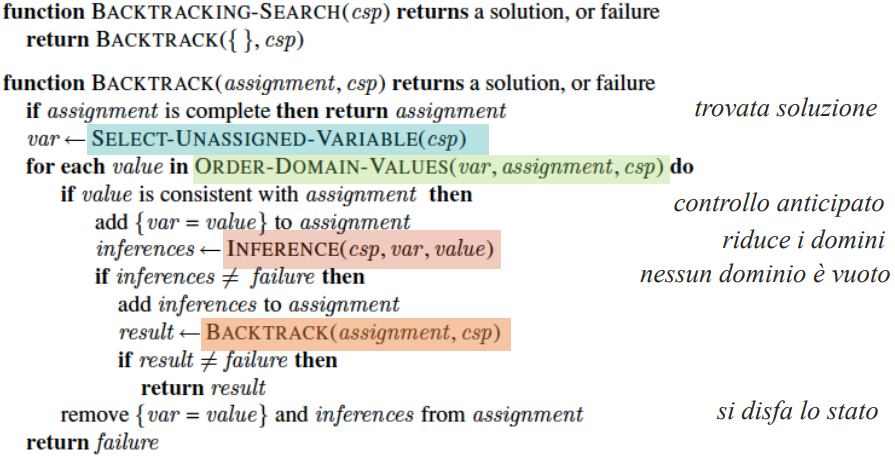 function BACKTRACKING-SEARCH(csp) returns a solution, or failure
return BACKTRACK({ }, csp)
function BACKTRACK(assignment, csp) returns a solution, or failure
if assignment is complete then return assignment trovata soluzione
var ← SELECT-UNASSIGNED-VARIABLE(csp)
for each value in ORDER-DOMAIN-VALUES(var, assignment, csp) do
if value is consistent with assignment then controllo anticipato
add {var = value} to assignment
inferences ← INFERENCE(csp, var, value) riduce i domini
if inferences ≠ failure then nessun dominio è vuoto
add inferences to assignment
result ← BACKTRACK(assignment, csp)
if result ≠ failure then
return result
remove {var = value} and inferences from assignment si disfa lo stato
return failure